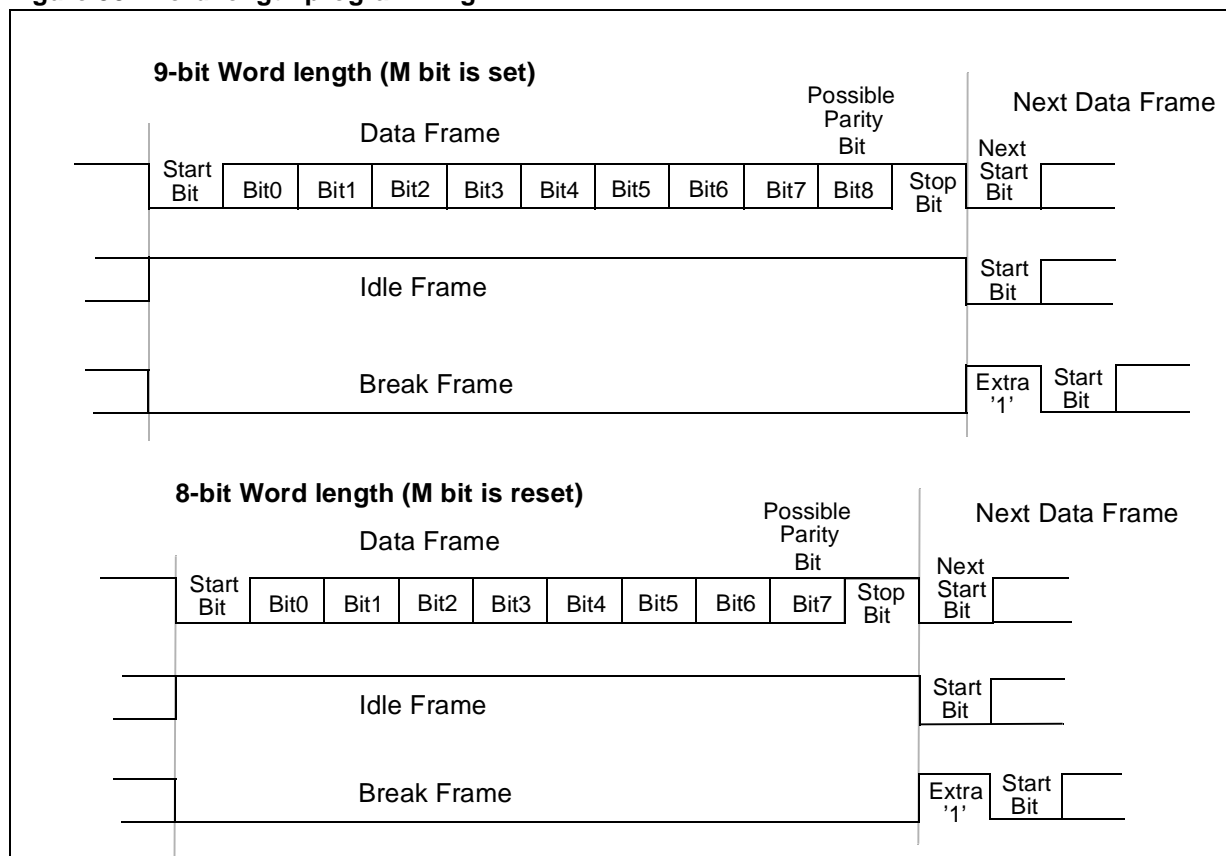 9-bit Word length (M bit is set)
Possible
Parity
Bit
Next Data Frame
Data Frame
Next
Start
Bit
Start
Bit
Bit0
Bit1
Bit2
Bit3
Bit4
Bit5
Bit6
Bit7
Bit8
Stop
Bit
Idle Frame
Start
Bit
Break Frame
Extra
'1'
Start
Bit
8-bit Word length (M bit is reset)
Possible
Parity
Bit
Next Data Frame
Data Frame
Next
Start
Bit
Start
Bit
Bit0
Bit1
Bit2
Bit3
Bit4
Bit5
Bit6
Bit7
Stop
Bit
Idle Frame
Start
Bit
Break Frame
Extra
'1'
Start
Bit